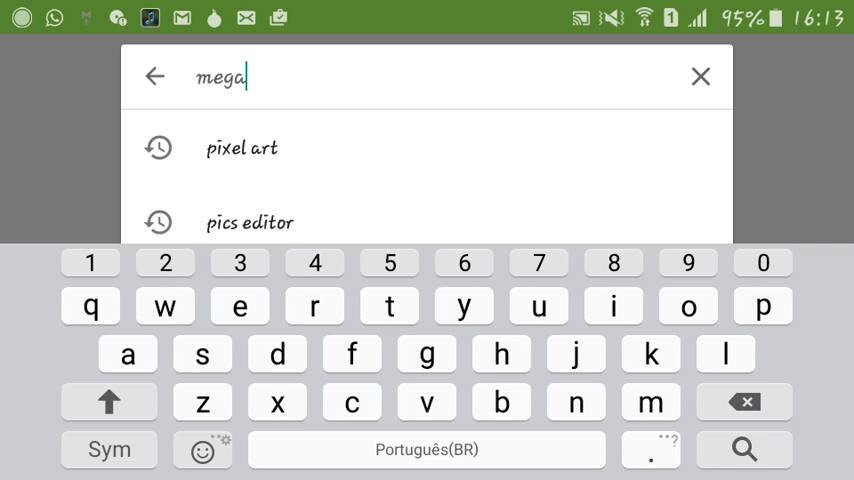 1 95% 16:13
mega
pixel art
pics editor
1 2 3 4 5 6 7 8 9 0
q w e r t y u i o p
a s d f g h j k l
z x c v b n m
Sym Português(BR) . ?